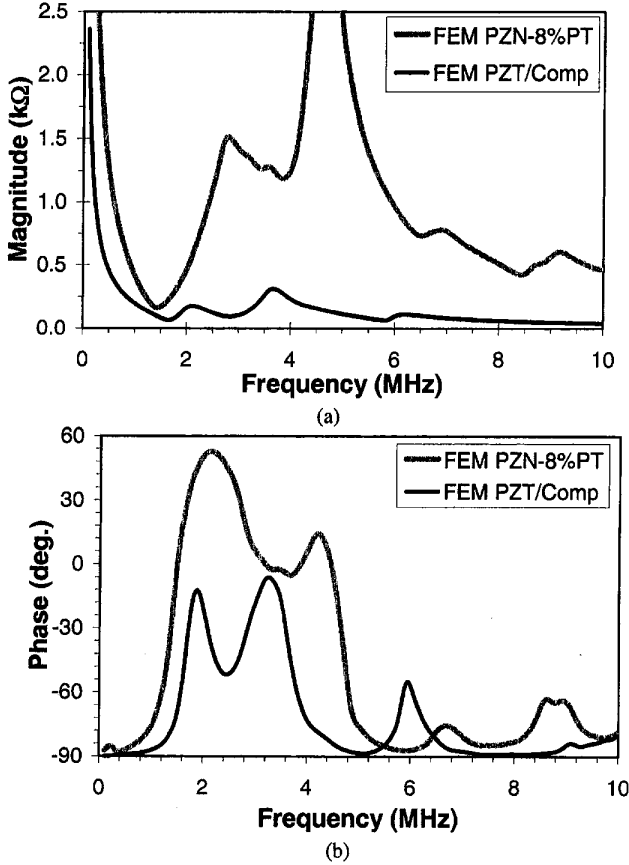 2.5
2.0
1.5
1.0
0.5
0.0
Magnitude (kΩ)
FEM PZN-8%PT
FEM PZT/Comp
0 2 4 6 8 10
Frequency (MHz)
(a)
60
30
0
-30
-60
-90
Phase (deg.)
FEM PZN-8%PT
FEM PZT/Comp
0 2 4 6 8 10
Frequency (MHz)
(b)